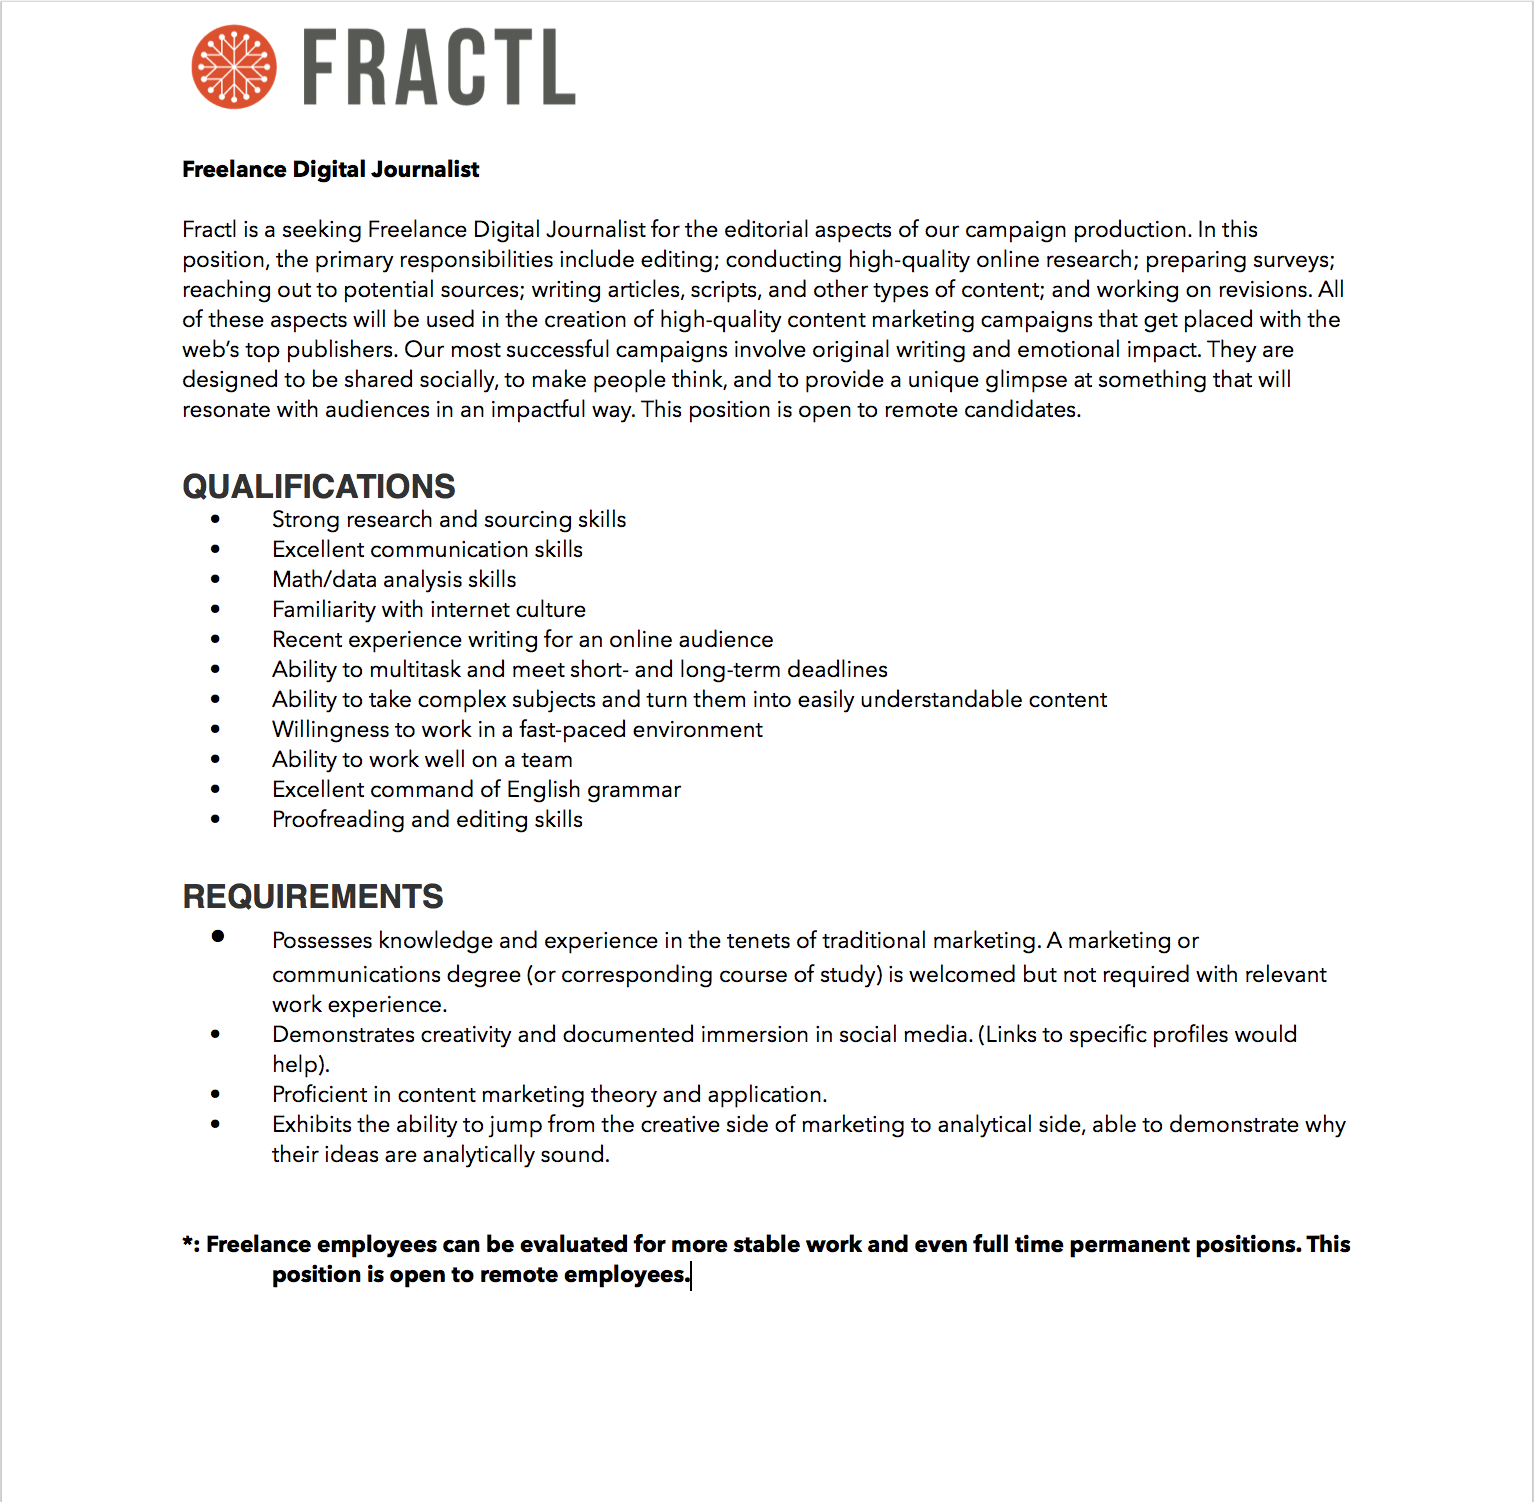 FRACTL
Freelance Digital Journalist
Fractl is a seeking Freelance Digital Journalist for the editorial aspects of our campaign production. In this
position, the primary responsibilities include editing; conducting high-quality online research; preparing surveys;
reaching out to potential sources; writing articles, scripts, and other types of content; and working on revisions. All
of these aspects will be used in the creation of high-quality content marketing campaigns that get placed with the
web’s top publishers. Our most successful campaigns involve original writing and emotional impact. They are
designed to be shared socially, to make people think, and to provide a unique glimpse at something that will
resonate with audiences in an impactful way. This position is open to remote candidates.
QUALIFICATIONS
• Strong research and sourcing skills
• Excellent communication skills
• Math/data analysis skills
• Familiarity with internet culture
• Recent experience writing for an online audience
• Ability to multitask and meet short- and long-term deadlines
• Ability to take complex subjects and turn them into easily understandable content
• Willingness to work in a fast-paced environment
• Ability to work well on a team
• Excellent command of English grammar
• Proofreading and editing skills
REQUIREMENTS
• Possesses knowledge and experience in the tenets of traditional marketing. A marketing or
communications degree (or corresponding course of study) is welcomed but not required with relevant
work experience.
• Demonstrates creativity and documented immersion in social media. (Links to specific profiles would
help).
• Proficient in content marketing theory and application.
• Exhibits the ability to jump from the creative side of marketing to analytical side, able to demonstrate why
their ideas are analytically sound.
*: Freelance employees can be evaluated for more stable work and even full time permanent positions. This
position is open to remote employees.